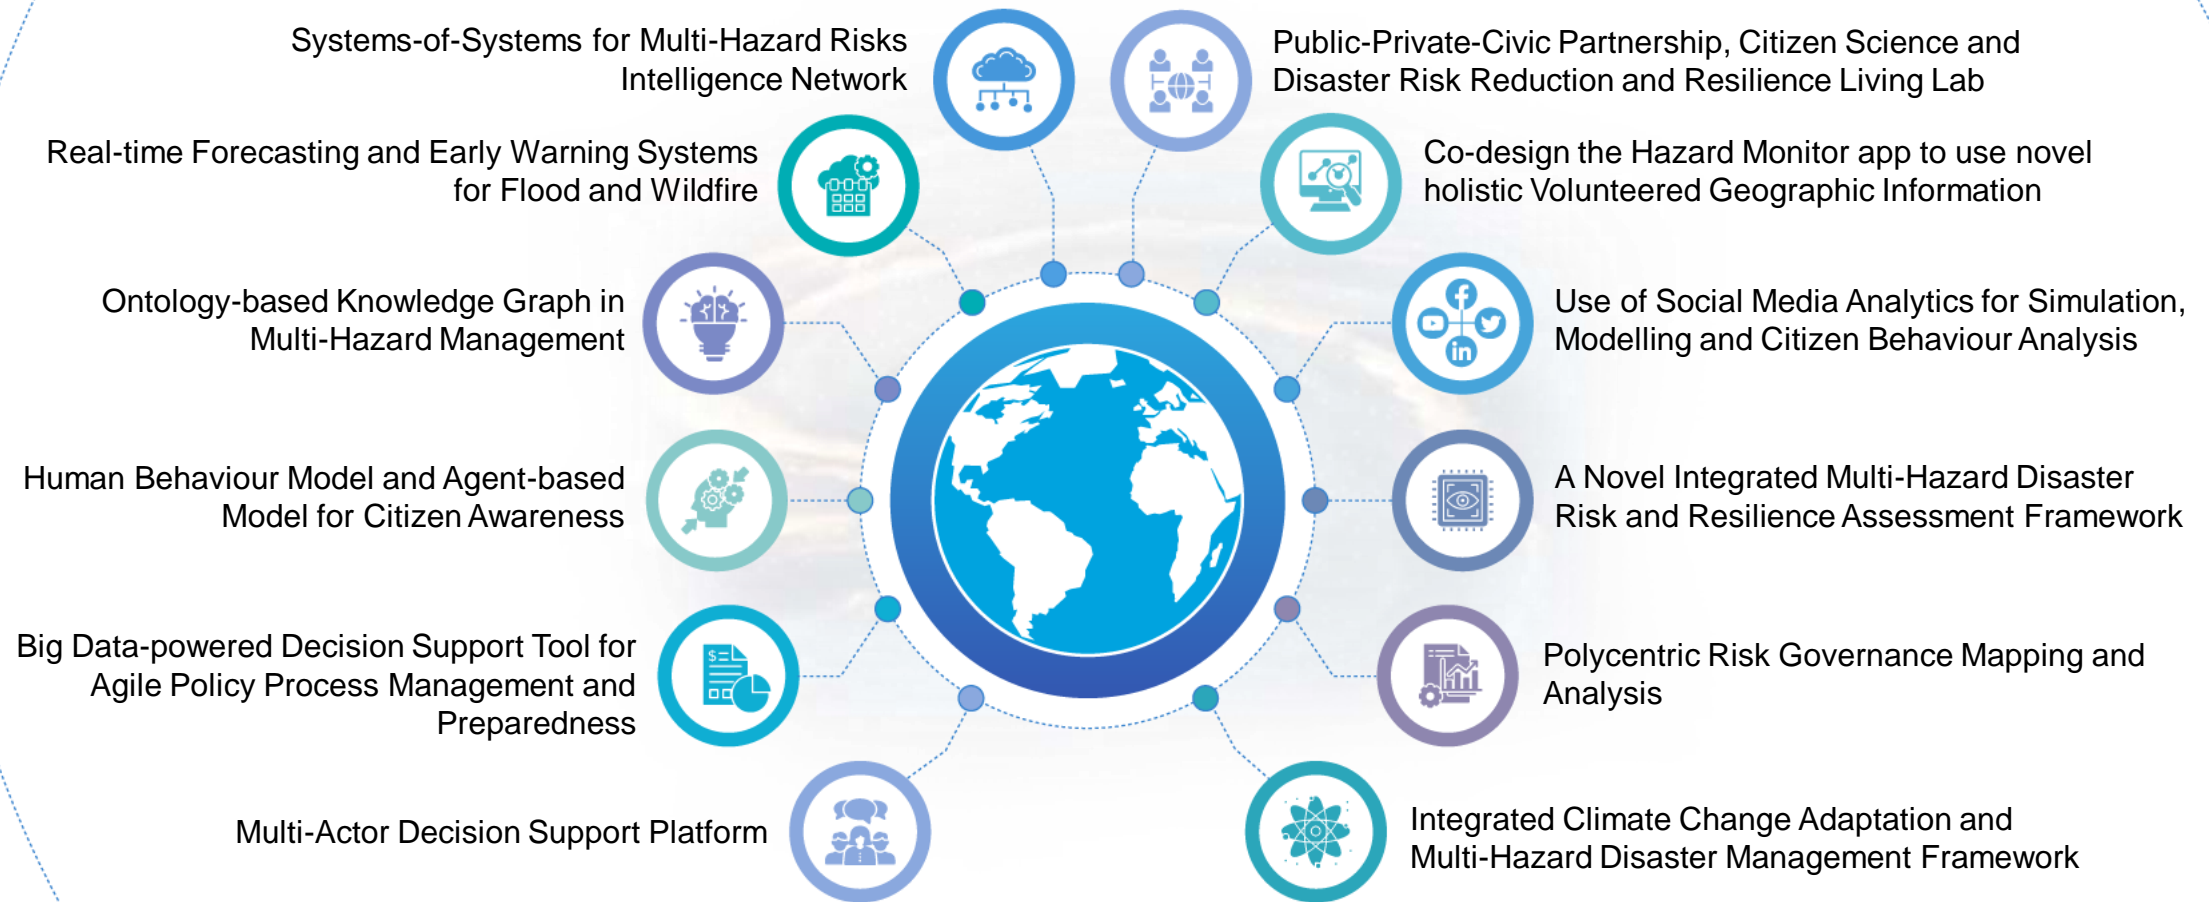 Systems-of-Systems for Multi-Hazard Risks
Intelligence Network
Public-Private-Civic Partnership, Citizen Science and
Disaster Risk Reduction and Resilience Living Lab
Real-time Forecasting and Early Warning Systems
for Flood and Wildfire
Co-design the Hazard Monitor app to use novel
holistic Volunteered Geographic Information
Ontology-based Knowledge Graph in
Multi-Hazard Management
Use of Social Media Analytics for Simulation,
Modelling and Citizen Behaviour Analysis
Human Behaviour Model and Agent-based
Model for Citizen Awareness
A Novel Integrated Multi-Hazard Disaster
Risk and Resilience Assessment Framework
Big Data-powered Decision Support Tool for
Agile Policy Process Management and
Preparedness
Polycentric Risk Governance Mapping and
Analysis
Multi-Actor Decision Support Platform
Integrated Climate Change Adaptation and
Multi-Hazard Disaster Management Framework